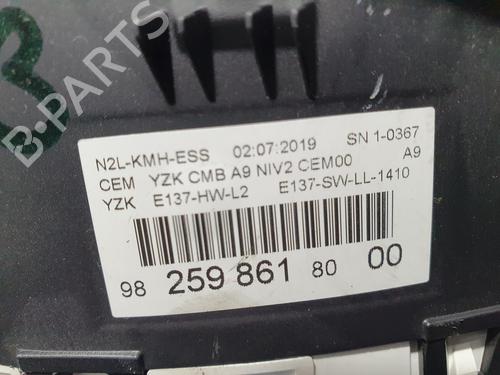 B-PARTS
N2L-KMH-ESS 02:07:2019 SN 1-0367
CEM YZK CMB A9 NIV2 CEM00 A9
YZK E137-HW-L2 E137-SW-LL-1410
98 259 861 80 00